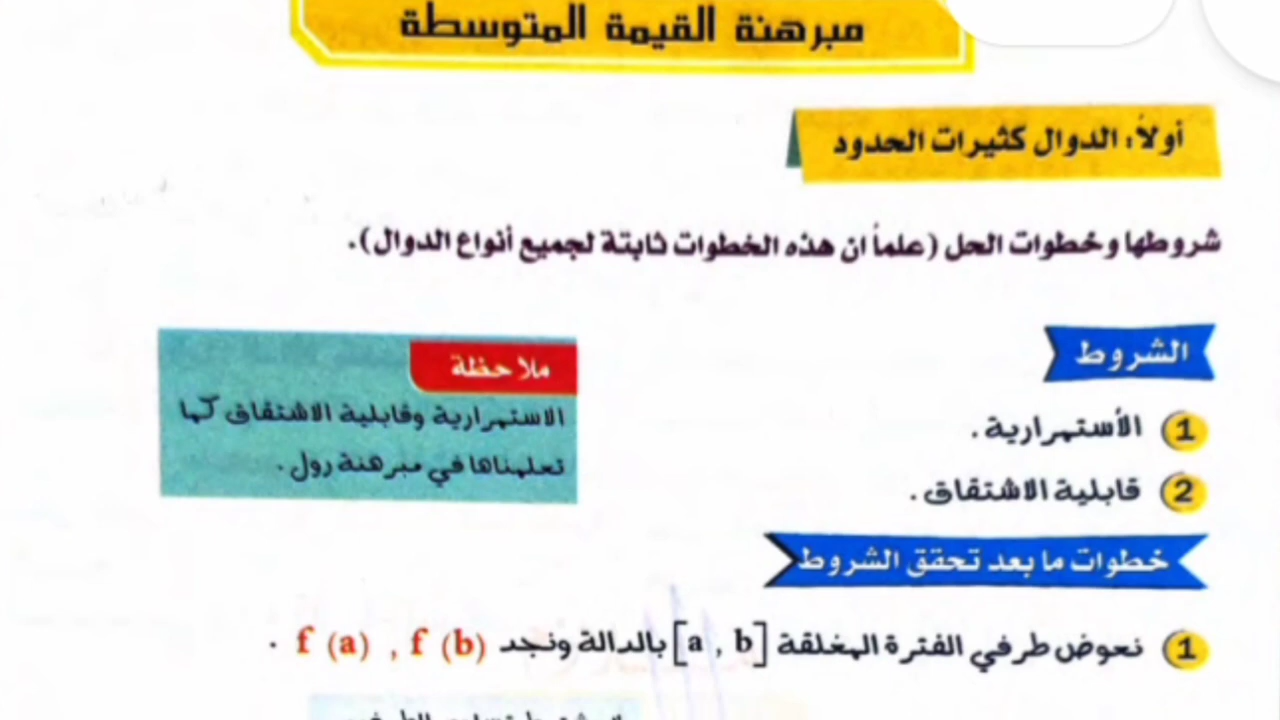 مبرهنة القيمة المتوسطة
أولاً: الدوال كثيرات الحدود
شروطها وخطوات الحل (علماً ان هذه الخطوات ثابتة لجميع أنواع الدوال).
الشروط
1 الأستمرارية .
2 قابلية الاشتقاق .
ملاحظة
الاستمرارية وقابلية الاشتقاق كما
تعلمناها في مبرهنة رول .
خطوات ما بعد تحقق الشروط
1 نعوض طرفي الفترة المغلقة [a , b] بالدالة ونجد f (a) , f (b) .